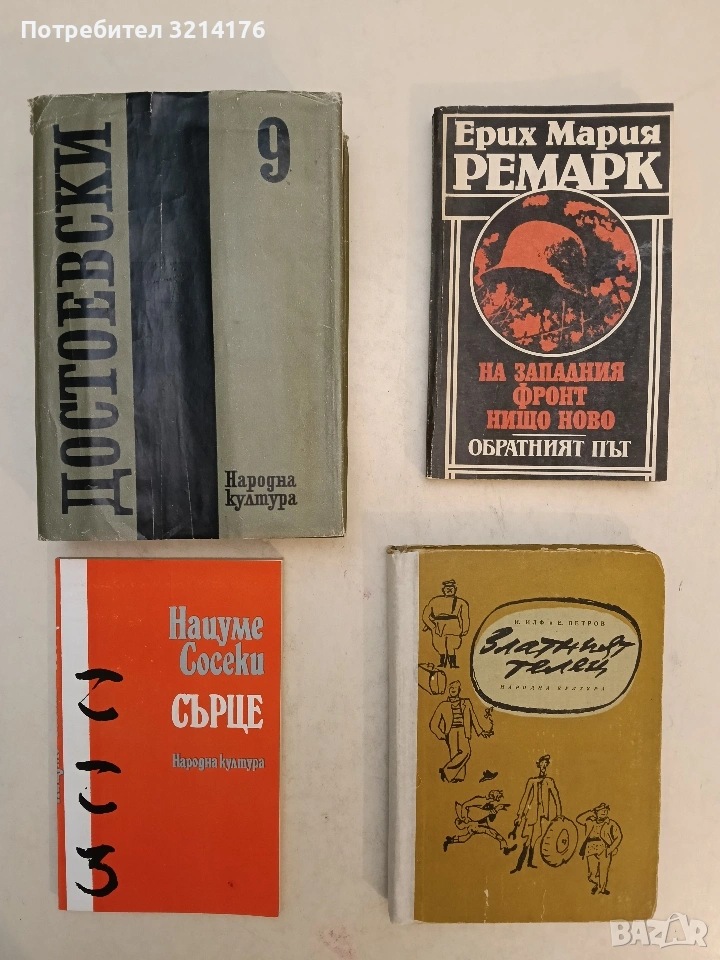 Потребител 3214176
ДОСТОЕВСКИ
9
Народна
култура
Ерих Мария
РЕМАРК
НА ЗАПАДНИЯ
ФРОНТ
НИЩО НОВО
ОБРАТНИЯТ ПЪТ
Нацуме
Сосеки
СЪРЦЕ
Народна култура
И. ИЛФ и Е. ПЕТРОВ
Златният
телец
НАРОДНА КУЛТУРА
BAZAR